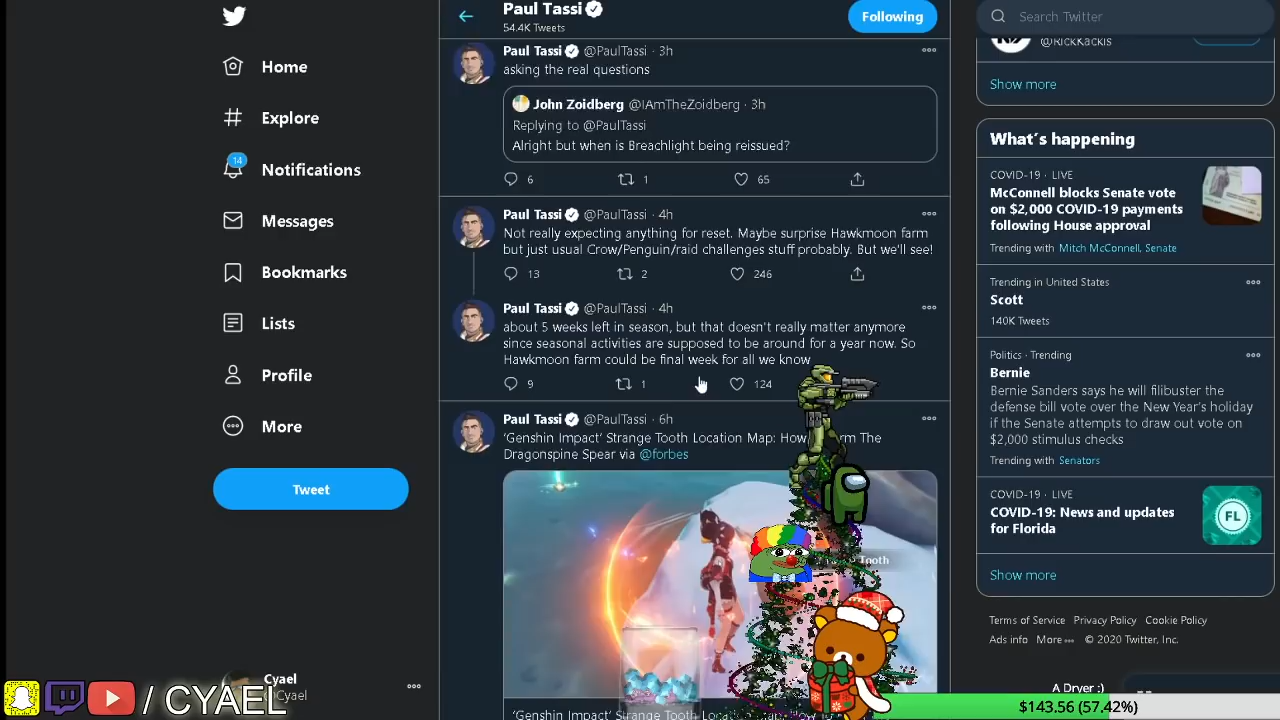 Home
Explore
14
Notifications
Messages
Bookmarks
Lists
Profile
More
Tweet
Cyael
@Cyael
/ CYAEL
Paul Tassi
54.4K Tweets
Following
Paul Tassi @PaulTassi · 3h
asking the real questions
John Zoidberg @IAmTheZoidberg · 3h
Replying to @PaulTassi
Alright but when is Breachlight being reissued?
6 1 65
Paul Tassi @PaulTassi · 4h
Not really expecting anything for reset. Maybe surprise Hawkmoon farm
but just usual Crow/Penguin/raid challenges stuff probably. But we'll see!
13 2 246
Paul Tassi @PaulTassi · 4h
about 5 weeks left in season, but that doesn't really matter anymore
since seasonal activities are supposed to be around for a year now. So
Hawkmoon farm could be final week for all we know
9 1 124
Paul Tassi @PaulTassi · 6h
'Genshin Impact' Strange Tooth Location Map: How The
Dragonspine Spear via @forbes
Tooth
'Genshin Impact' Strange Tooth
Search Twitter
@RickKackis
Show more
What's happening
COVID-19 · LIVE
McConnell blocks Senate vote
on $2,000 COVID-19 payments
following House approval
Trending with Mitch McConnell, Senate
Trending in United States
Scott
140K Tweets
Politics · Trending
Bernie
Bernie Sanders says he will filibuster the
defense bill vote over the New Year's holiday
if the Senate attempts to draw out vote on
$2,000 stimulus checks
Trending with Senators
COVID-19 · LIVE
COVID-19: News and updates
for Florida
FL
Show more
Terms of Service Privacy Policy Cookie Policy
Ads info More © 2020 Twitter, Inc.
A Dryer :)
$143.56 (57.42%)